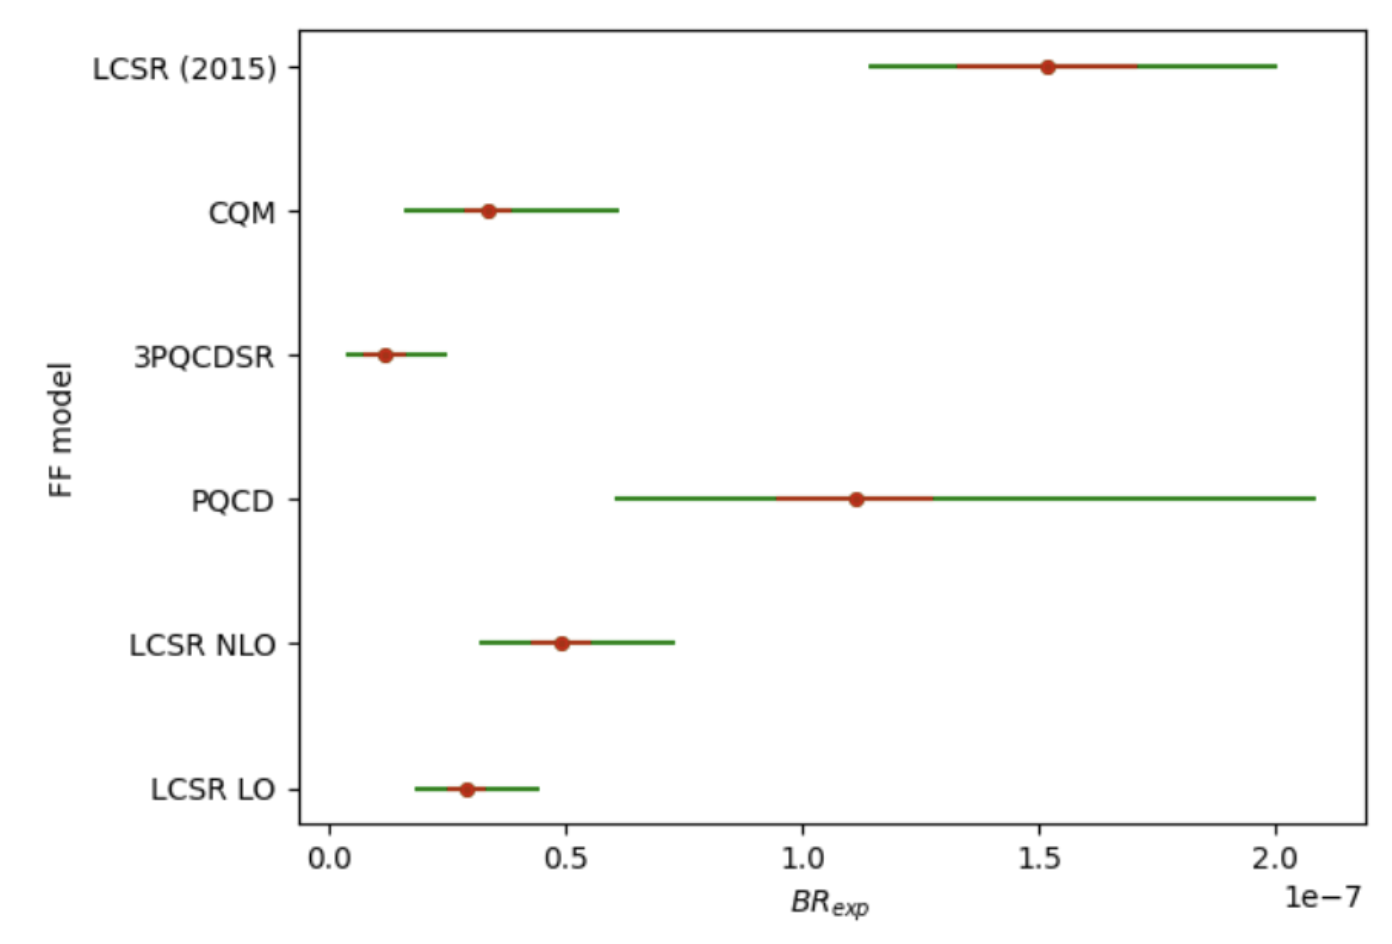 LCSR (2015)
CQM
3PQCDSR
FF model
PQCD
LCSR NLO
LCSR LO
0.0 0.5 1.0 1.5 2.0
1e−7
BR_exp